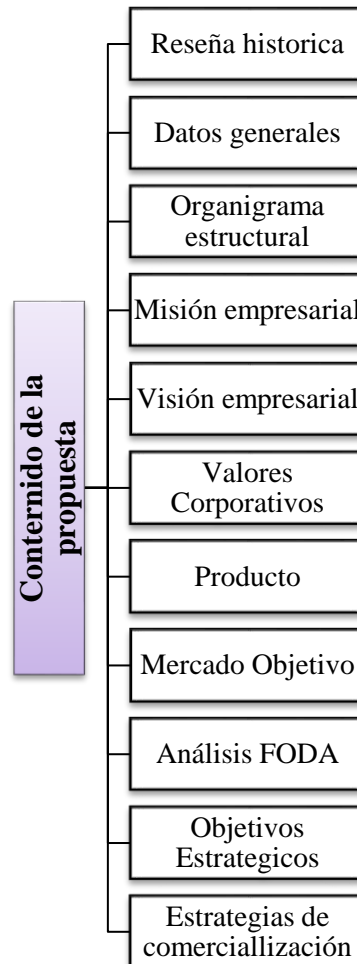 Reseña historica
Datos generales
Organigrama
estructural
Misión empresarial
Visión empresarial
Valores
Corporativos
Producto
Mercado Objetivo
Análisis FODA
Objetivos
Estrategicos
Estrategias de
comerciallización
Conternido de la
propuesta